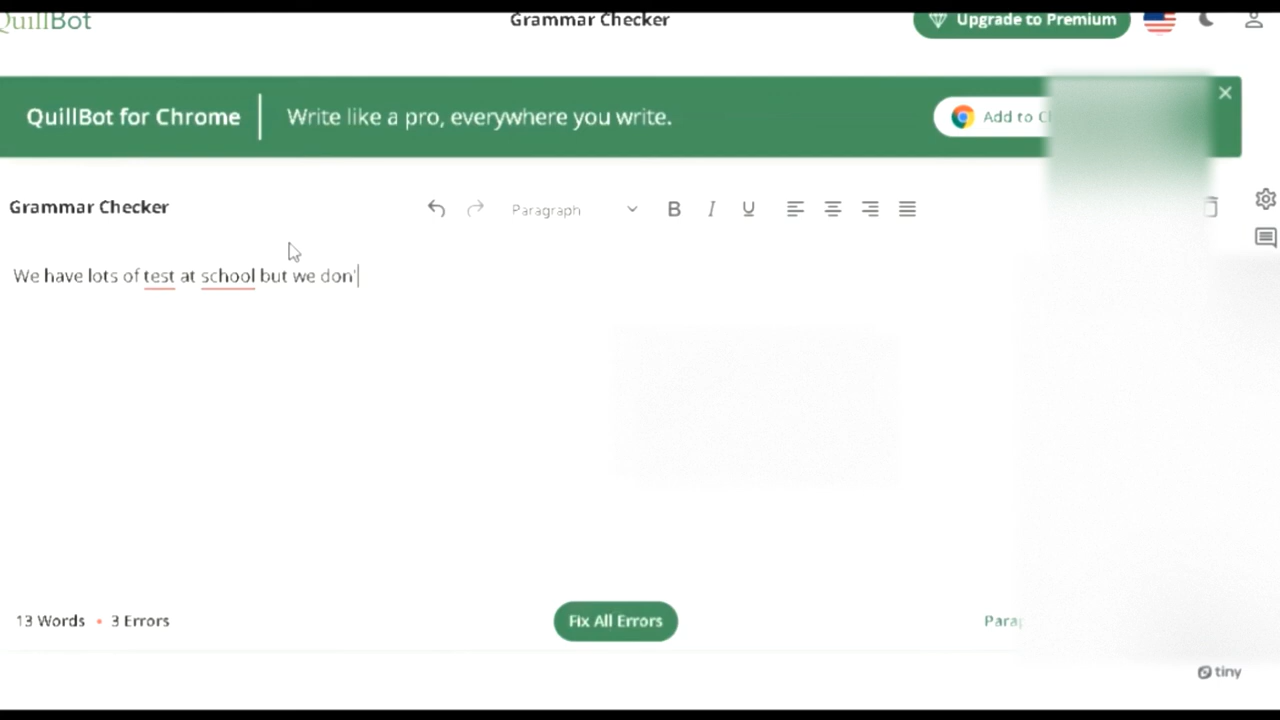 QuillBot
Grammar Checker
Upgrade to Premium
QuillBot for Chrome
Write like a pro, everywhere you write.
Add to
Grammar Checker
Paragraph
B I U
We have lots of test at school but we don'
13 Words • 3 Errors
Fix All Errors
tiny